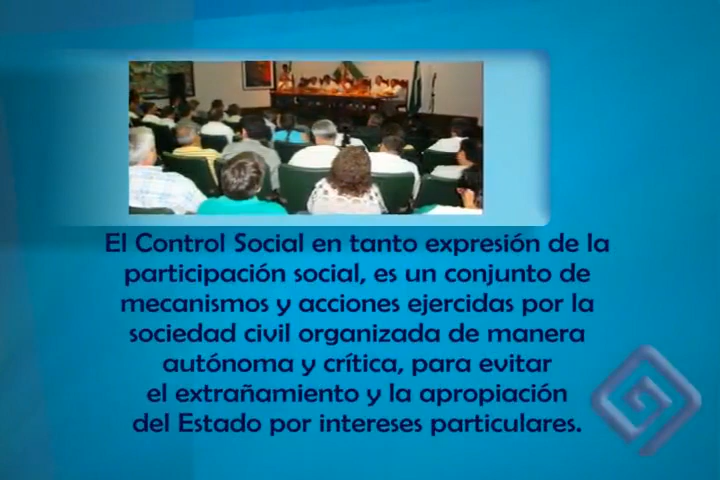 El Control Social en tanto expresión de la
participación social, es un conjunto de
mecanismos y acciones ejercidas por la
sociedad civil organizada de manera
autónoma y crítica, para evitar
el extrañamiento y la apropiación
del Estado por intereses particulares.